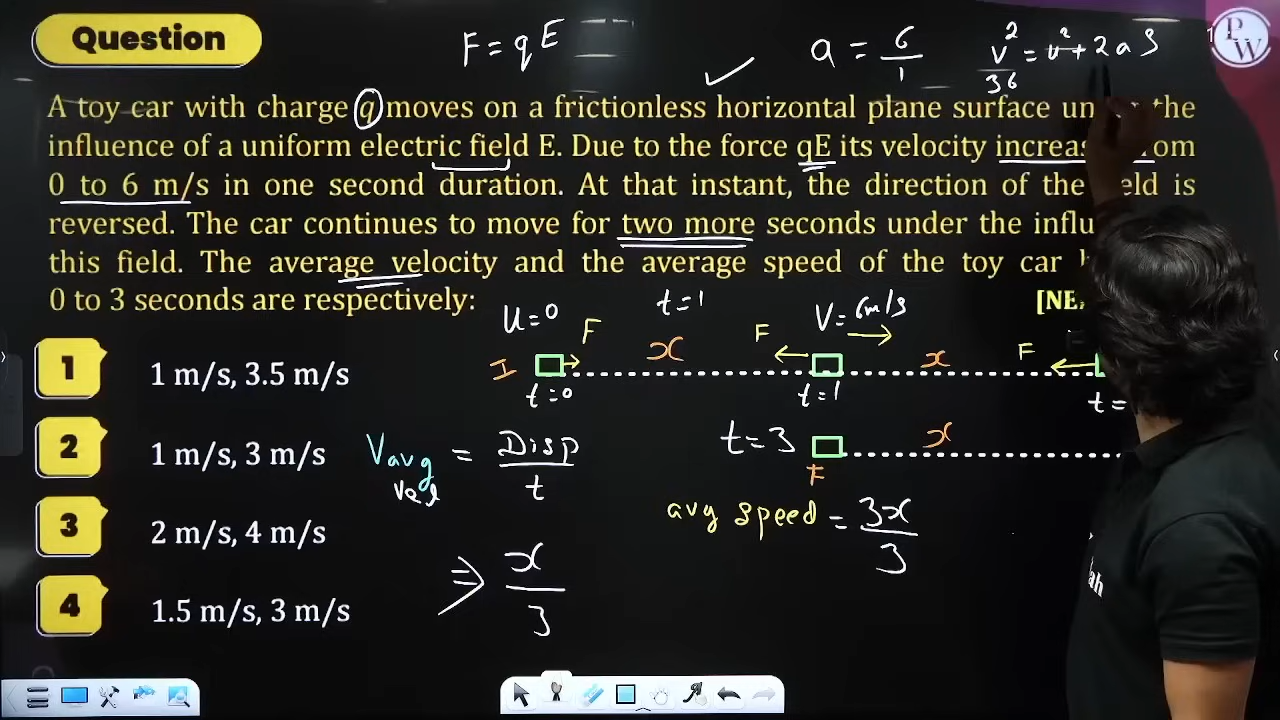 Question
F = qE
a = 6/1
v² = u² + 2aS
36
PW
A toy car with charge q moves on a frictionless horizontal plane surface un the
influence of a uniform electric field E. Due to the force qE its velocity increas om
0 to 6 m/s in one second duration. At that instant, the direction of the eld is
reversed. The car continues to move for two more seconds under the influ
this field. The average velocity and the average speed of the toy car
0 to 3 seconds are respectively:
[NE
U=0
F
t=1
V=6m/s
F
F
I
x
x
t=0
t=1
t=
1
1 m/s, 3.5 m/s
2
1 m/s, 3 m/s
3
2 m/s, 4 m/s
4
1.5 m/s, 3 m/s
Vavg vel = Disp/t
⇒ x/3
t=3
x
F
avg speed = 3x/3
ah